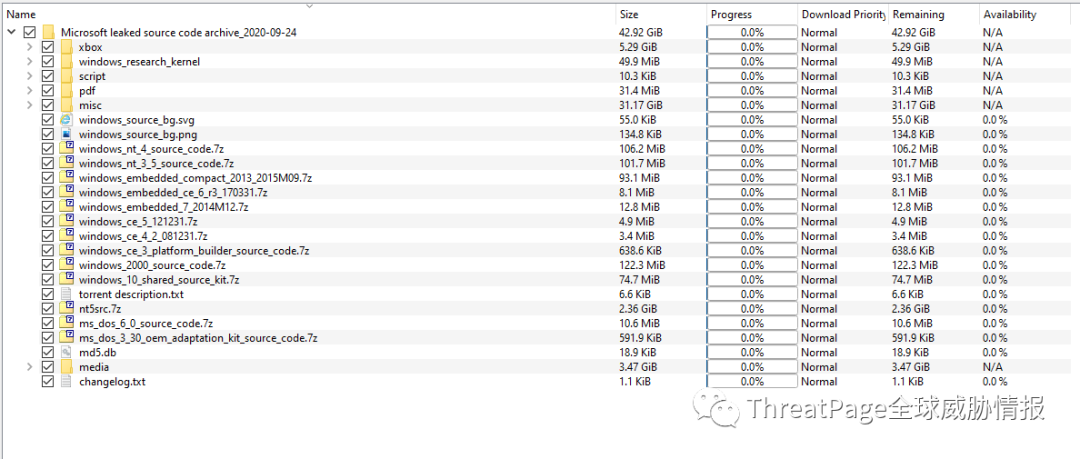 Name Size Progress Download Priority Remaining Availability
Microsoft leaked source code archive_2020-09-24 42.92 GiB 0.0% Normal 42.92 GiB N/A
xbox 5.29 GiB 0.0% Normal 5.29 GiB N/A
windows_research_kernel 49.9 MiB 0.0% Normal 49.9 MiB N/A
script 10.3 KiB 0.0% Normal 10.3 KiB N/A
pdf 31.4 MiB 0.0% Normal 31.4 MiB N/A
misc 31.17 GiB 0.0% Normal 31.17 GiB N/A
windows_source_bg.svg 55.0 KiB 0.0% Normal 55.0 KiB 0.0%
windows_source_bg.png 134.8 KiB 0.0% Normal 134.8 KiB 0.0%
windows_nt_4_source_code.7z 106.2 MiB 0.0% Normal 106.2 MiB 0.0%
windows_nt_3_5_source_code.7z 101.7 MiB 0.0% Normal 101.7 MiB 0.0%
windows_embedded_compact_2013_2015M09.7z 93.1 MiB 0.0% Normal 93.1 MiB 0.0%
windows_embedded_ce_6_r3_170331.7z 8.1 MiB 0.0% Normal 8.1 MiB 0.0%
windows_embedded_7_2014M12.7z 12.8 MiB 0.0% Normal 12.8 MiB 0.0%
windows_ce_5_121231.7z 4.9 MiB 0.0% Normal 4.9 MiB 0.0%
windows_ce_4_2_081231.7z 3.4 MiB 0.0% Normal 3.4 MiB 0.0%
windows_ce_3_platform_builder_source_code.7z 638.6 KiB 0.0% Normal 638.6 KiB 0.0%
windows_2000_source_code.7z 122.3 MiB 0.0% Normal 122.3 MiB 0.0%
windows_10_shared_source_kit.7z 74.7 MiB 0.0% Normal 74.7 MiB 0.0%
torrent description.txt 6.6 KiB 0.0% Normal 6.6 KiB 0.0%
nt5src.7z 2.36 GiB 0.0% Normal 2.36 GiB 0.0%
ms_dos_6_0_source_code.7z 10.6 MiB 0.0% Normal 10.6 MiB 0.0%
ms_dos_3_30_oem_adaptation_kit_source_code.7z 591.9 KiB 0.0% Normal 591.9 KiB 0.0%
md5.db 18.9 KiB 0.0% Normal 18.9 KiB 0.0%
media 3.47 GiB 0.0% Normal 3.47 GiB N/A
changelog.txt 1.1 KiB 0.0% Normal 1.1 KiB 0.0%
ThreatPage全球威胁情报